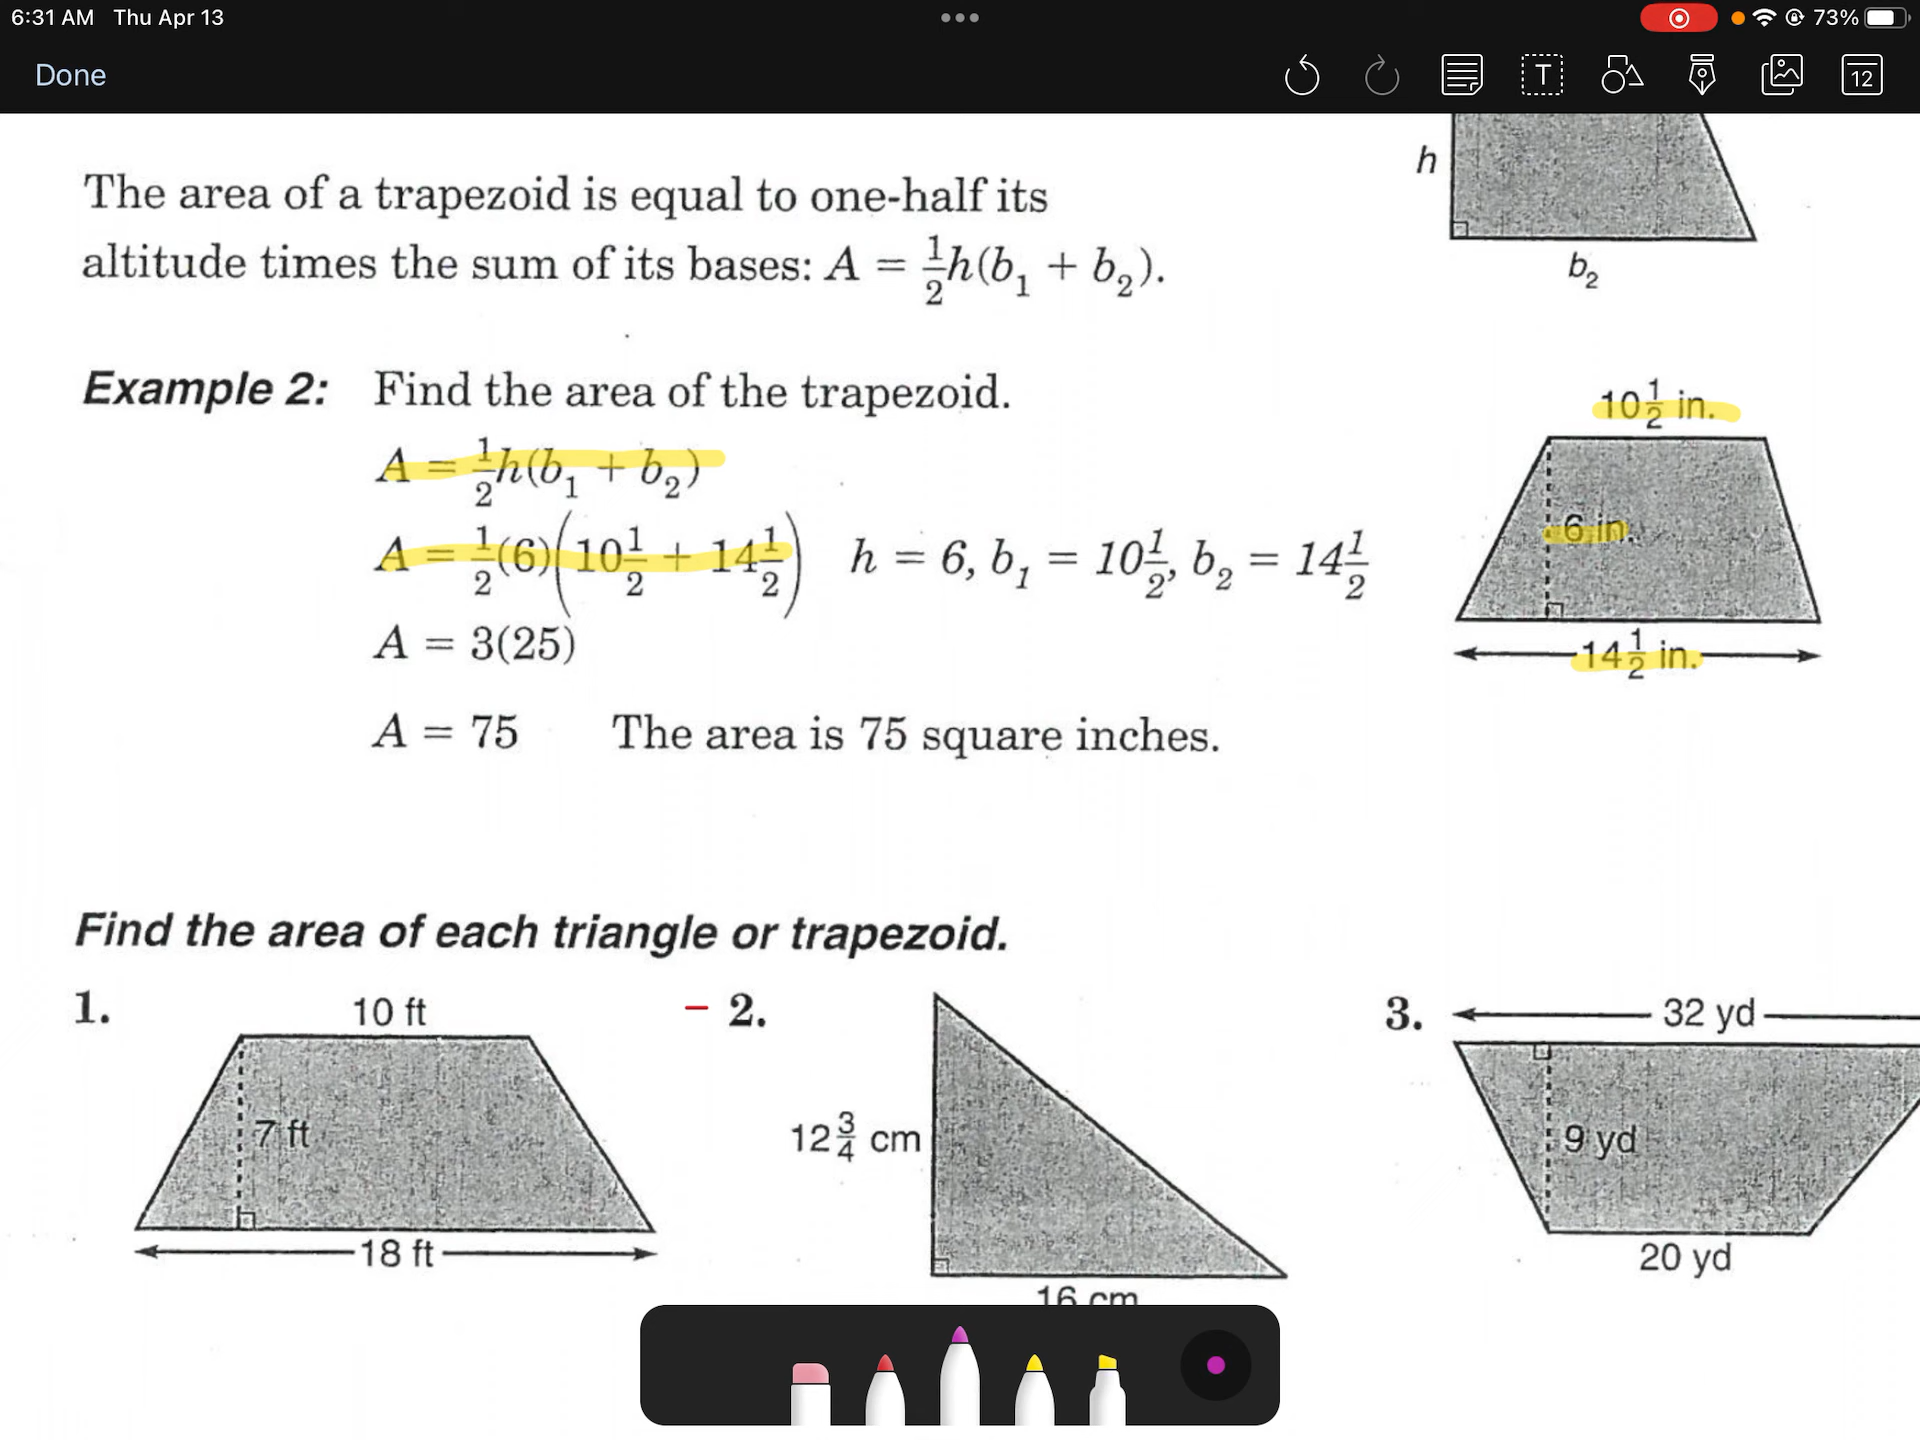 6:31 AM Thu Apr 13
73%
Done
T
12
The area of a trapezoid is equal to one-half its
altitude times the sum of its bases: A = 1/2 h(b₁ + b₂).
h
b₂
Example 2: Find the area of the trapezoid.
A = 1/2 h(b₁ + b₂)
A = 1/2 (6)(10 1/2 + 14 1/2) h = 6, b₁ = 10 1/2, b₂ = 14 1/2
A = 3(25)
A = 75 The area is 75 square inches.
10 1/2 in.
6 in.
14 1/2 in.
Find the area of each triangle or trapezoid.
1.
10 ft
7 ft
18 ft
– 2.
12 3/4 cm
16 cm
3.
32 yd
9 yd
20 yd